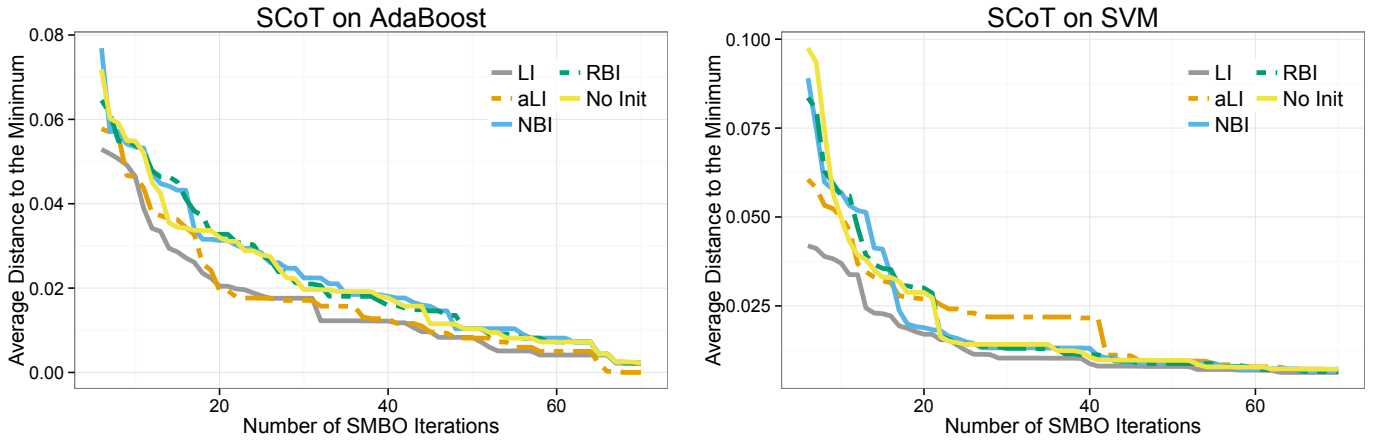 SCoT on AdaBoost
Average Distance to the Minimum
0.08
0.06
0.04
0.02
0.00
LI
RBI
aLI
No Init
NBI
20
40
60
Number of SMBO Iterations
SCoT on SVM
Average Distance to the Minimum
0.100
0.075
0.050
0.025
LI
RBI
aLI
No Init
NBI
20
40
60
Number of SMBO Iterations